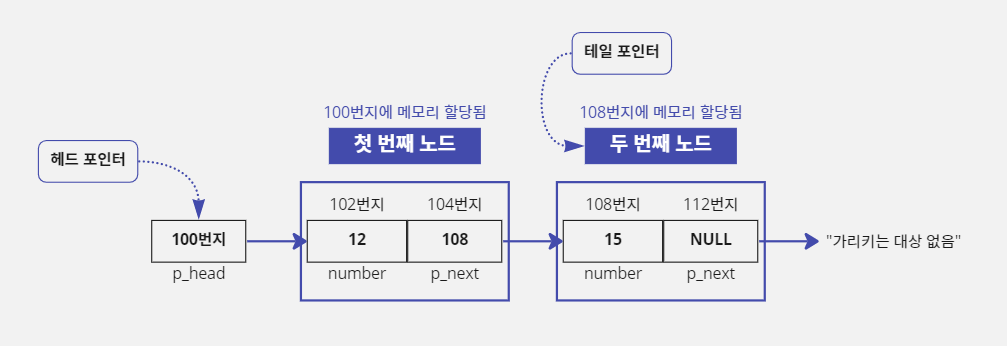 테일 포인터
100번지에 메모리 할당됨
108번지에 메모리 할당됨
첫 번째 노드
두 번째 노드
헤드 포인터
102번지
104번지
108번지
112번지
100번지
12
108
15
NULL
"가리키는 대상 없음"
p_head
number
p_next
number
p_next